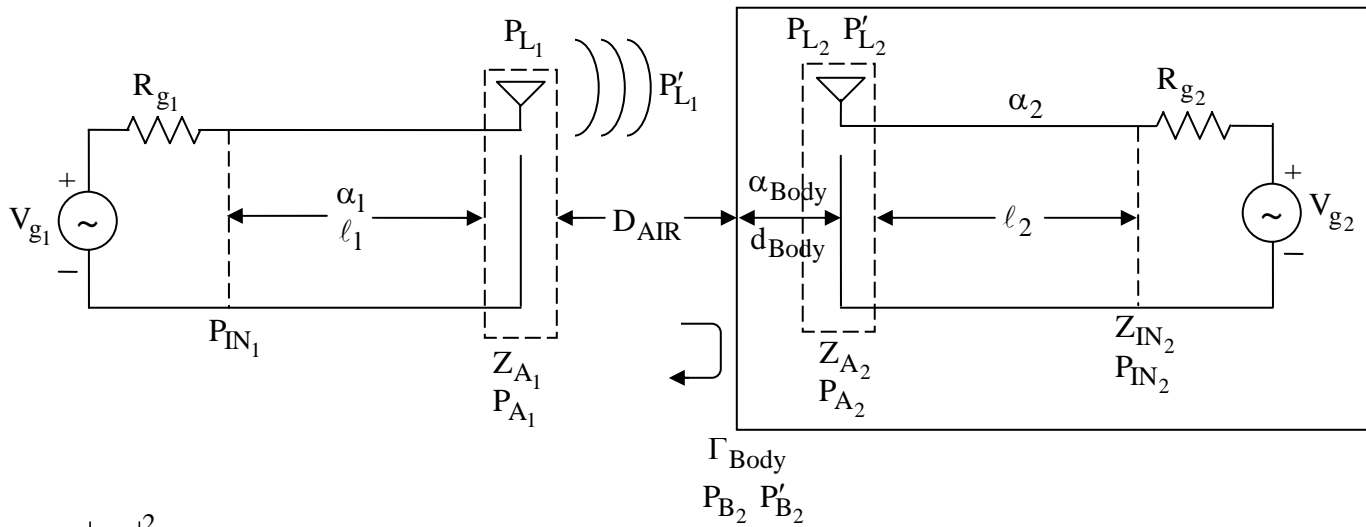 P_{L_1}
P'_{L_1}
P_{L_2} P'_{L_2}
R_{g_1}
R_{g_2}
α_2
+
V_{g_1}
~
−
α_1
ℓ_1
D_{AIR}
α_{Body}
d_{Body}
ℓ_2
+
~
V_{g_2}
−
P_{IN_1}
Z_{A_1}
P_{A_1}
Z_{A_2}
P_{A_2}
Z_{IN_2}
P_{IN_2}
Γ_{Body}
P_{B_2} P'_{B_2}
2